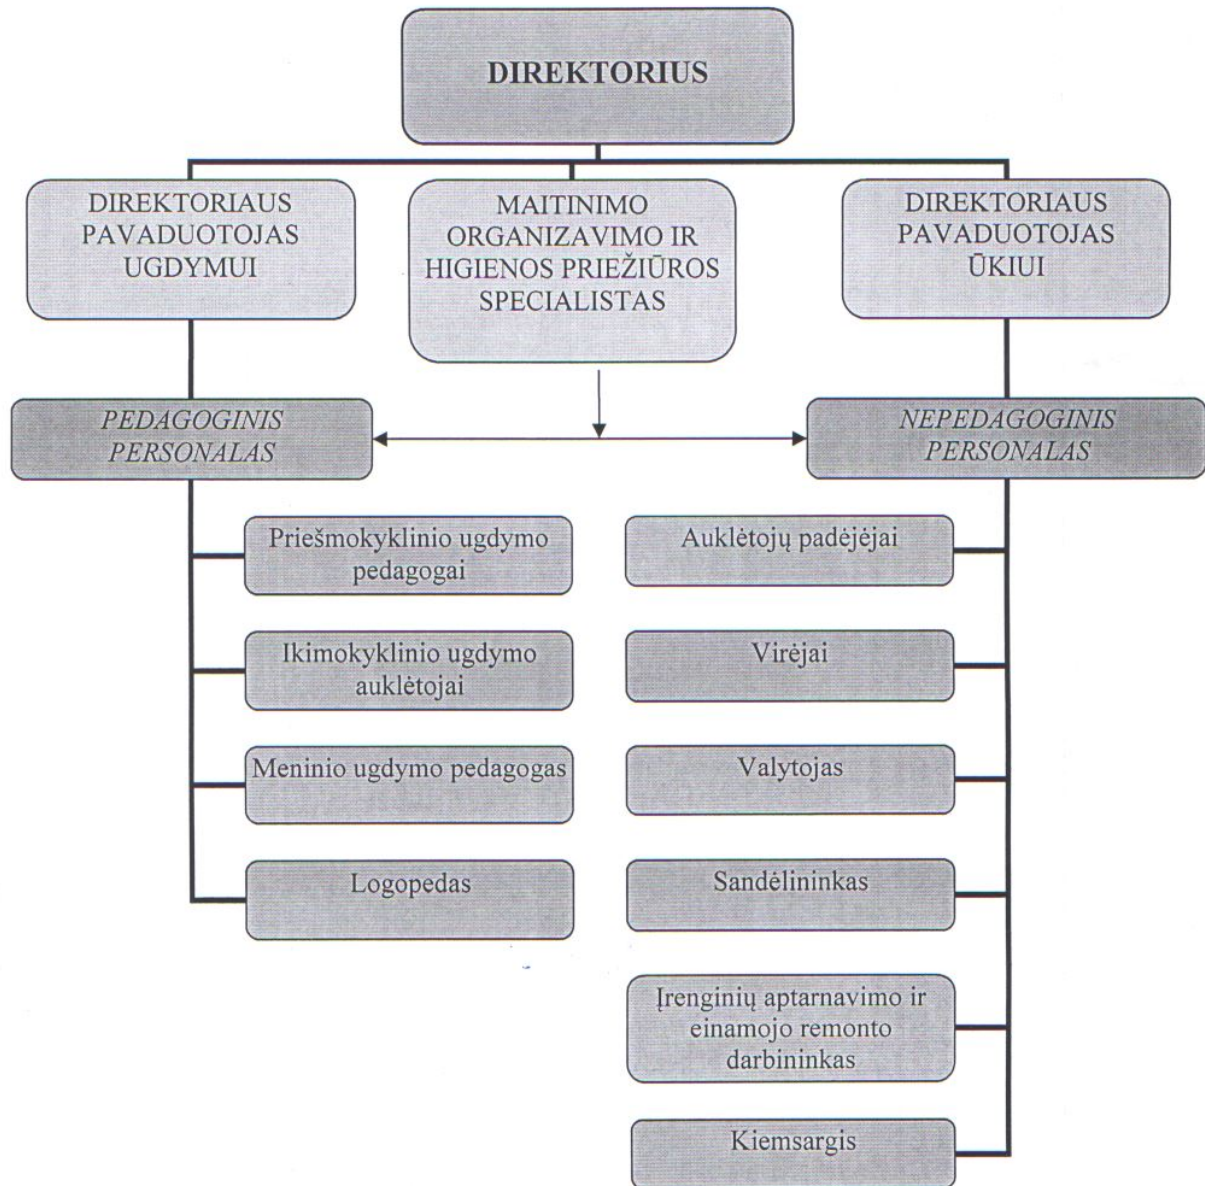 DIREKTORIUS
DIREKTORIAUS
PAVADUOTOJAS
UGDYMUI
MAITINIMO
ORGANIZAVIMO IR
HIGIENOS PRIEŽIŪROS
SPECIALISTAS
DIREKTORIAUS
PAVADUOTOJAS
ŪKIUI
PEDAGOGINIS
PERSONALAS
NEPEDAGOGINIS
PERSONALAS
Priešmokyklinio ugdymo
pedagogai
Ikimokyklinio ugdymo
auklėtojai
Meninio ugdymo pedagogas
Logopedas
Auklėtojų padėjėjai
Virėjai
Valytojas
Sandėlininkas
Įrenginių aptarnavimo ir
einamojo remonto
darbininkas
Kiemsargis